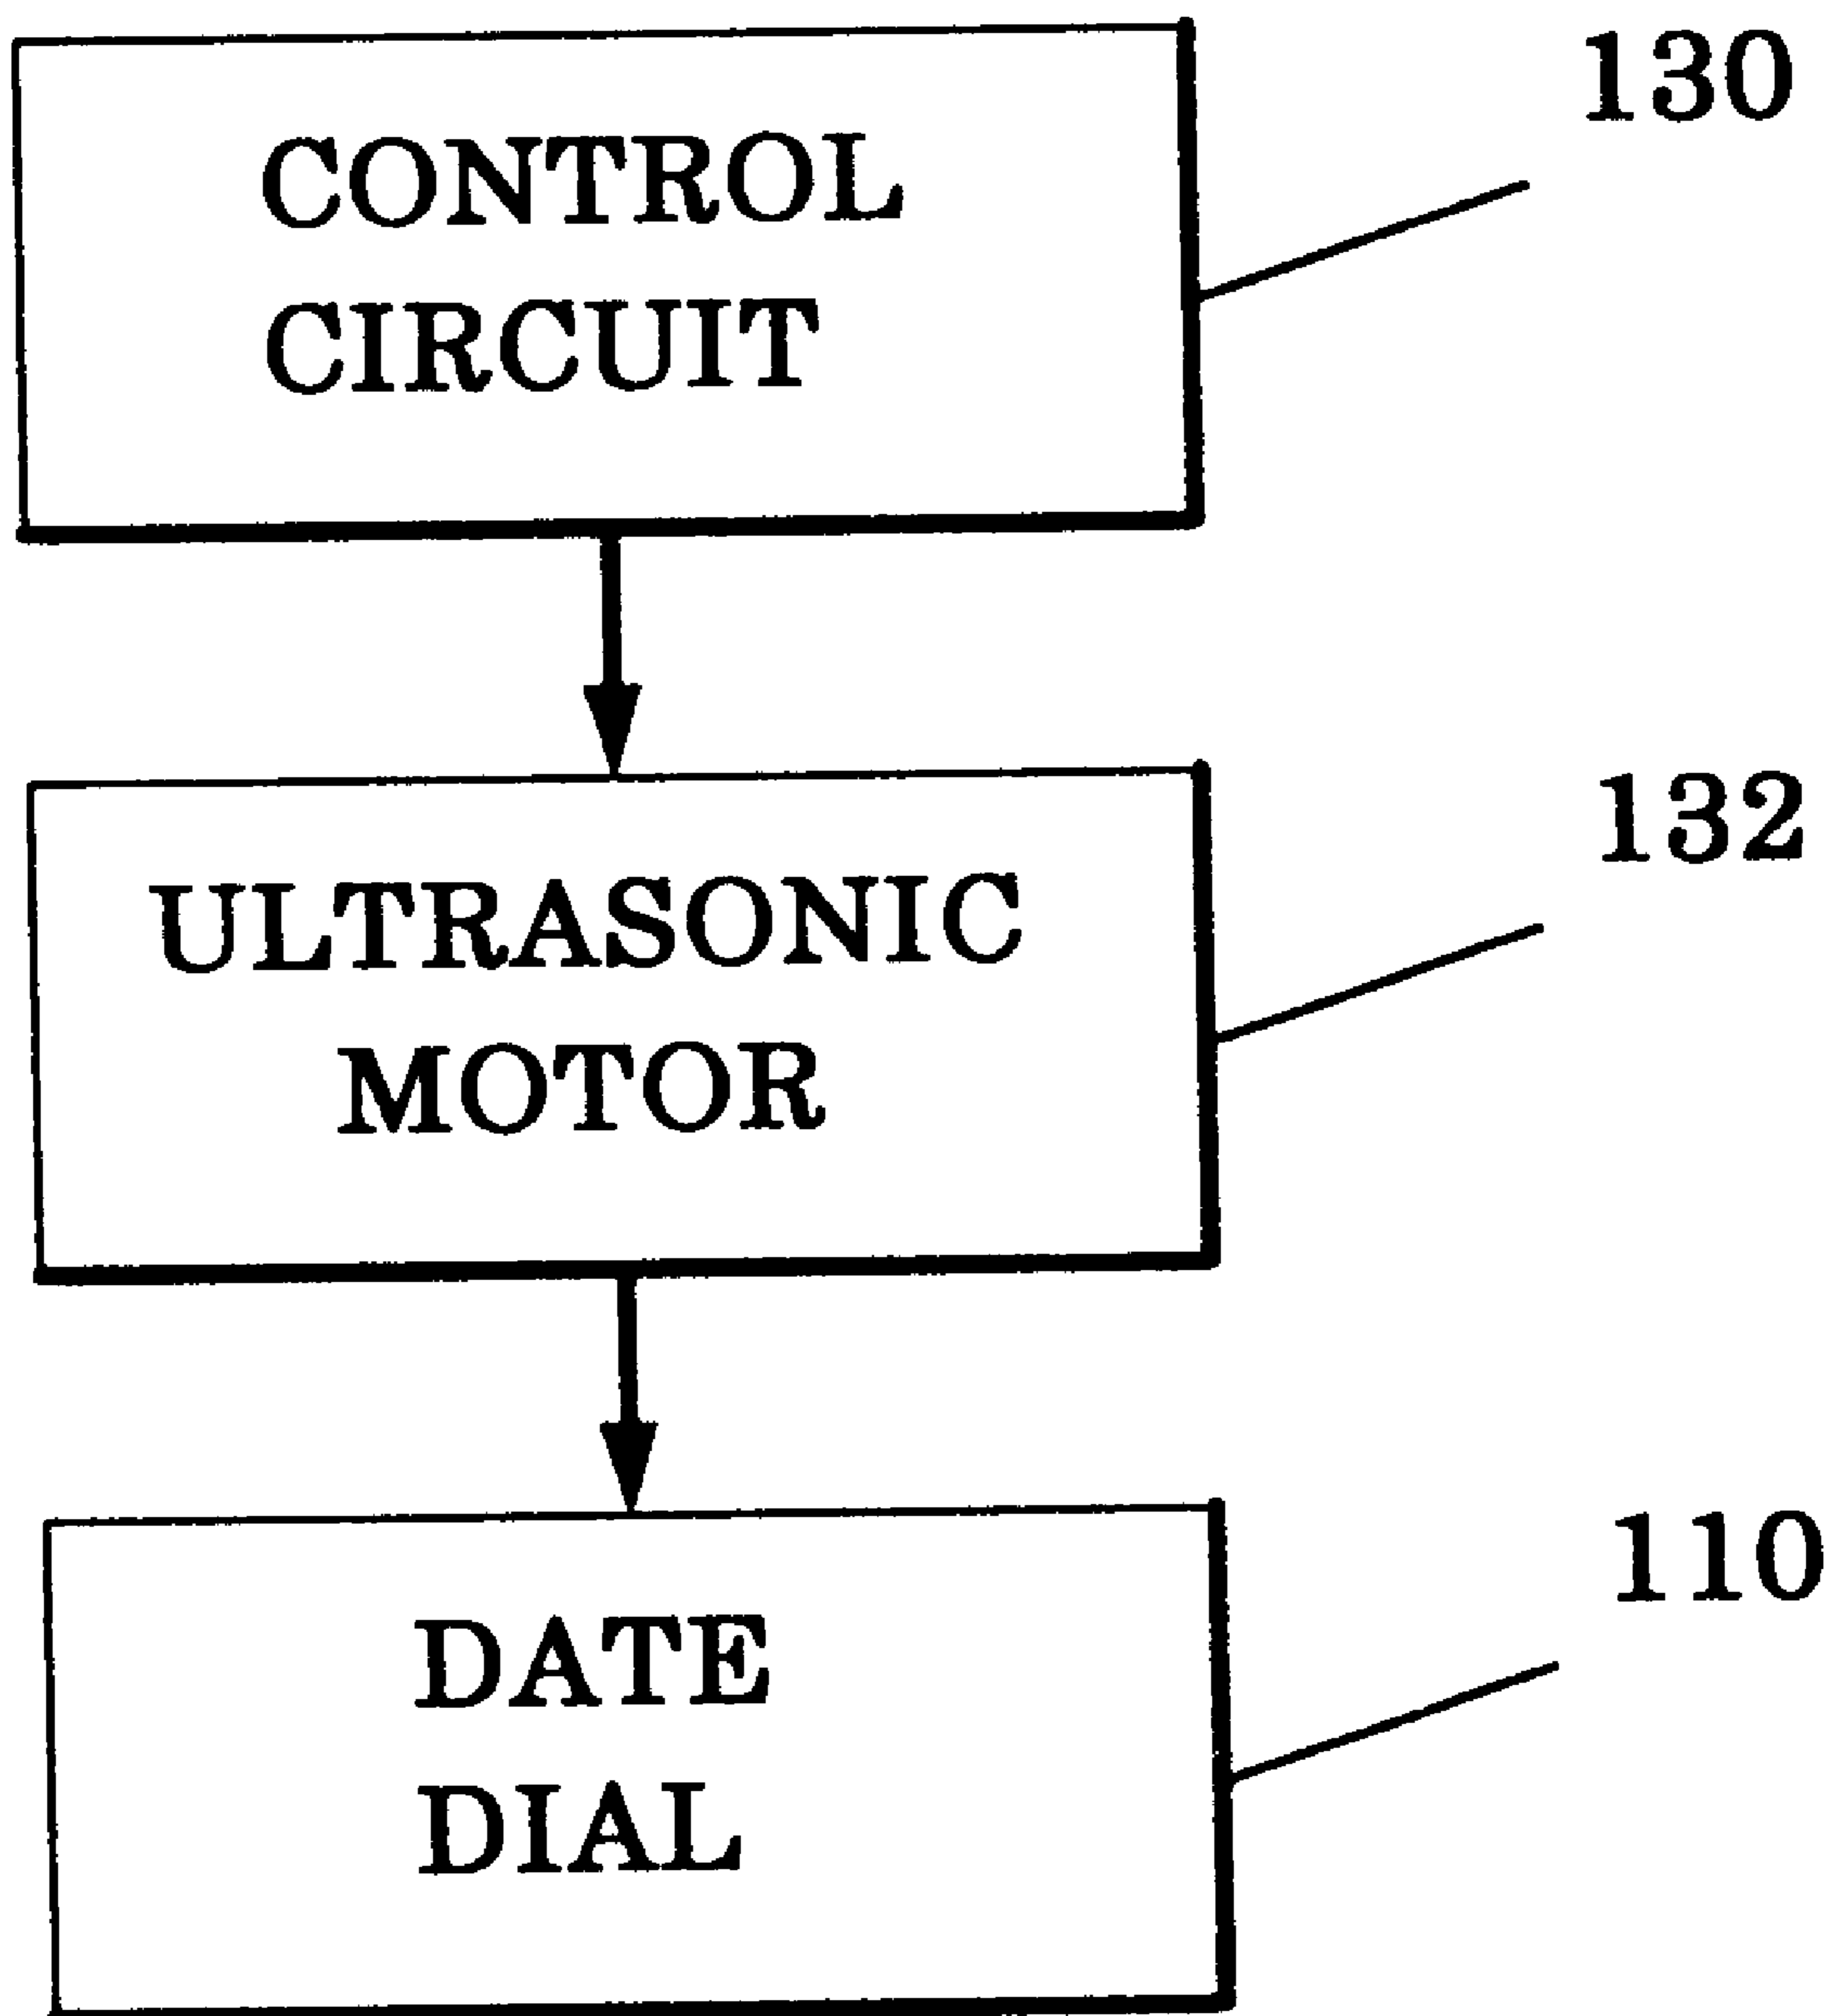 130
CONTROL
CIRCUIT
132
ULTRASONIC
MOTOR
110
DATE
DIAL